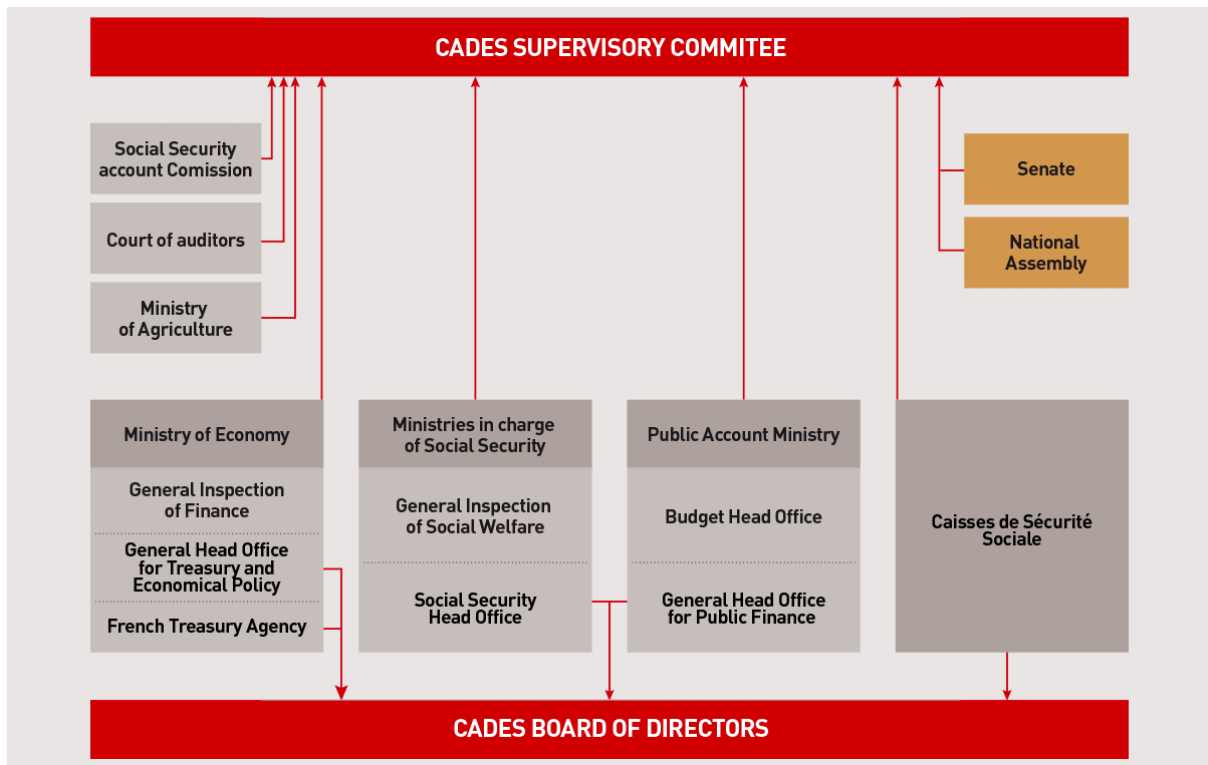 CADES SUPERVISORY COMMITEE
Social Security
account Comission
Court of auditors
Ministry
of Agriculture
Senate
National
Assembly
Ministry of Economy
General Inspection
of Finance
General Head Office
for Treasury and
Economical Policy
French Treasury Agency
Ministries in charge
of Social Security
General Inspection
of Social Welfare
Social Security
Head Office
Public Account Ministry
Budget Head Office
General Head Office
for Public Finance
Caisses de Sécurité
Sociale
CADES BOARD OF DIRECTORS